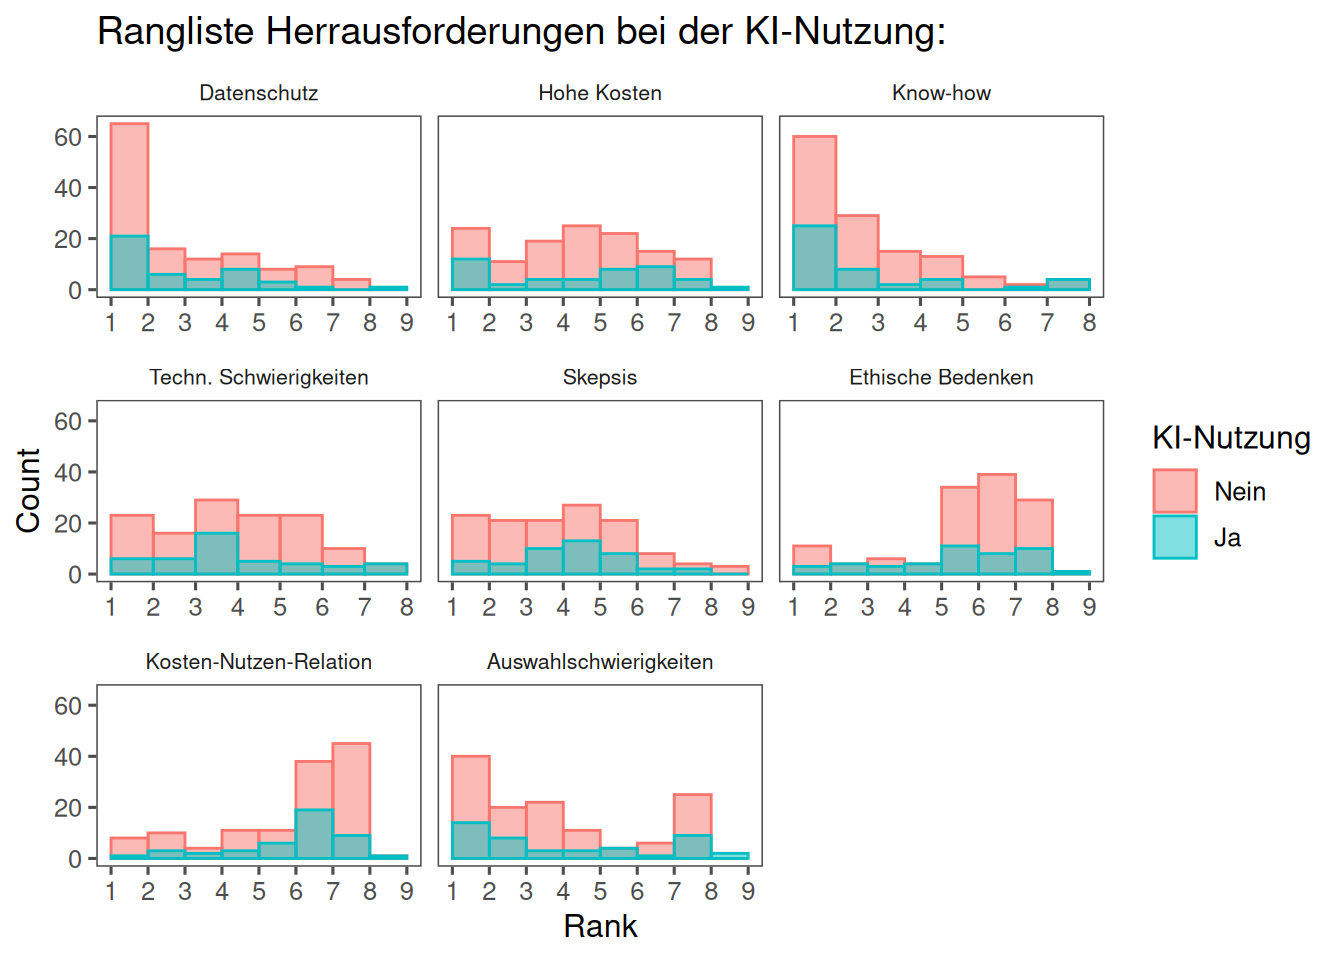 Rangliste Herrausforderungen bei der KI-Nutzung:
Datenschutz Hohe Kosten Know-how
60
40
20
0
1 2 3 4 5 6 7 8 9 1 2 3 4 5 6 7 8 9 1 2 3 4 5 6 7 8
Techn. Schwierigkeiten Skepsis Ethische Bedenken
60
40
20
0
1 2 3 4 5 6 7 8 1 2 3 4 5 6 7 8 9 1 2 3 4 5 6 7 8 9
Kosten-Nutzen-Relation Auswahlschwierigkeiten
60
40
20
0
1 2 3 4 5 6 7 8 9 1 2 3 4 5 6 7 8 9
Rank
Count
KI-Nutzung
Nein
Ja